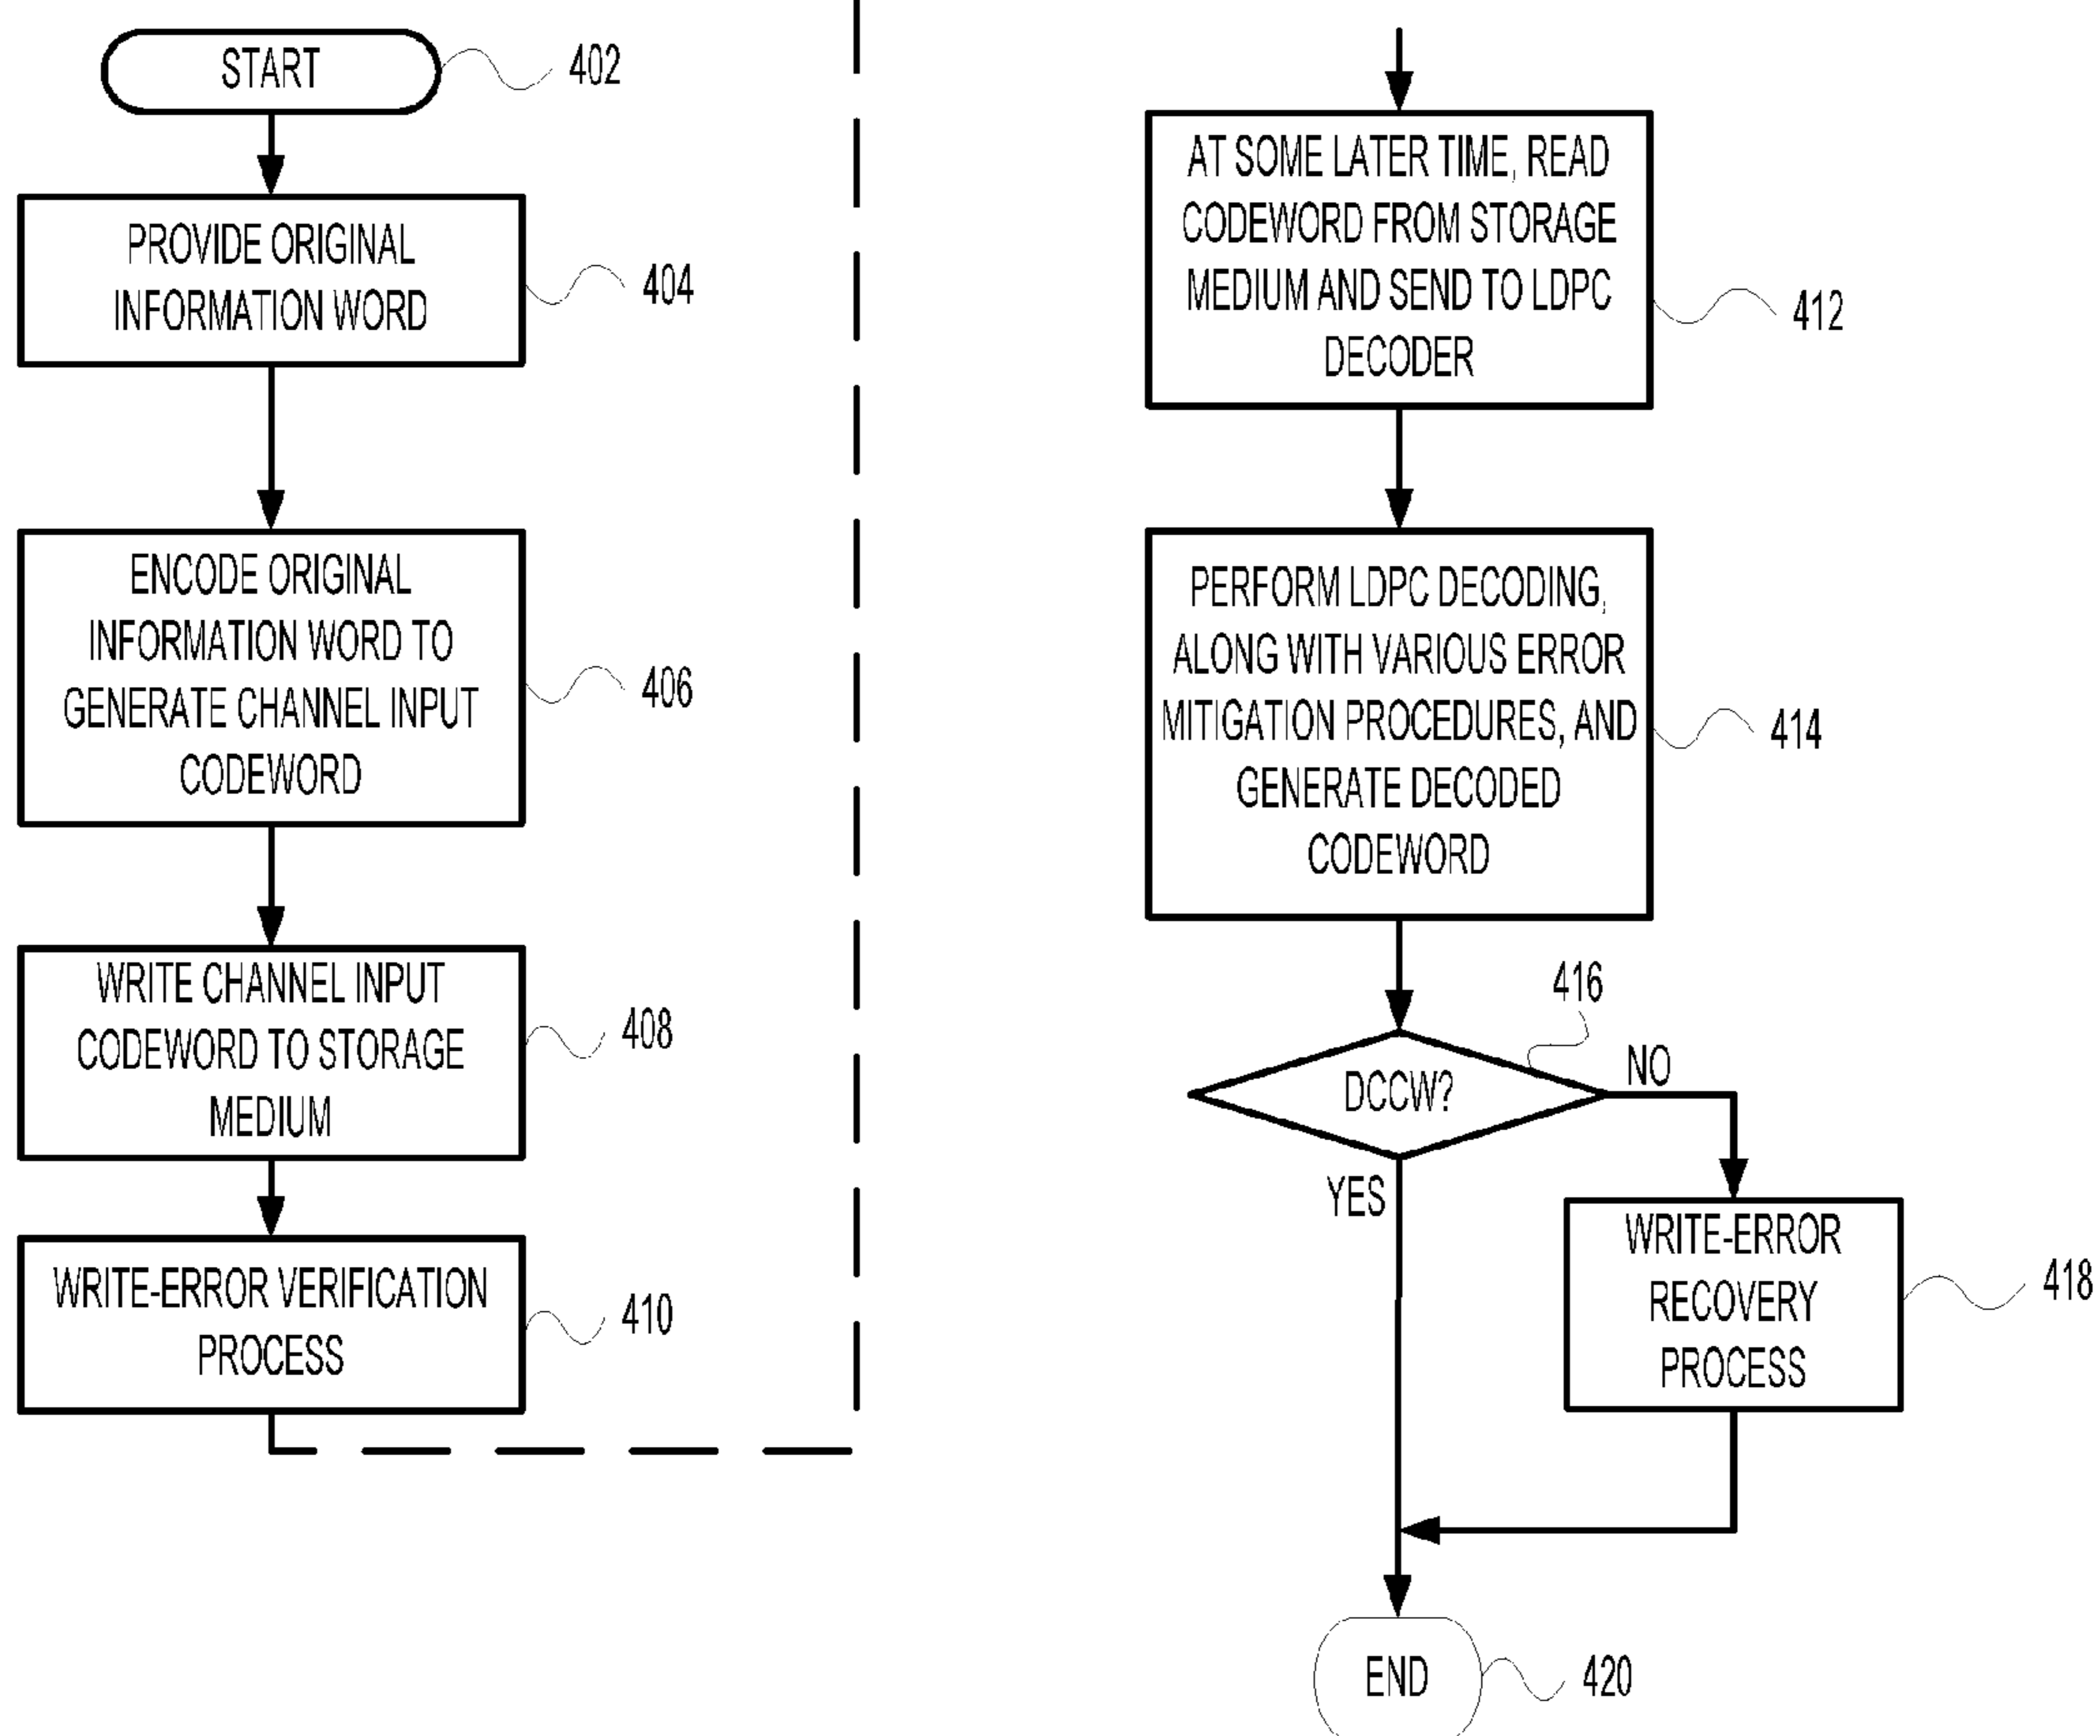 START
402
PROVIDE ORIGINAL
INFORMATION WORD
404
ENCODE ORIGINAL
INFORMATION WORD TO
GENERATE CHANNEL INPUT
CODEWORD
406
WRITE CHANNEL INPUT
CODEWORD TO STORAGE
MEDIUM
408
WRITE-ERROR VERIFICATION
PROCESS
410
AT SOME LATER TIME, READ
CODEWORD FROM STORAGE
MEDIUM AND SEND TO LDPC
DECODER
412
PERFORM LDPC DECODING,
ALONG WITH VARIOUS ERROR
MITIGATION PROCEDURES, AND
GENERATE DECODED
CODEWORD
414
416
DCCW?
NO
YES
WRITE-ERROR
RECOVERY
PROCESS
418
END
420